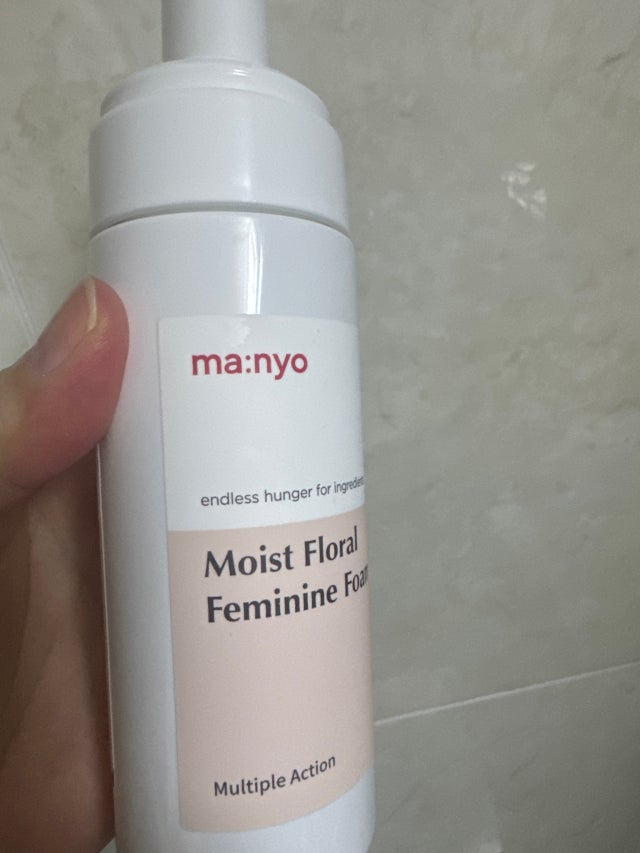 ma:nyo
endless hunger for
Moist Floral
Feminine
Multiple Action